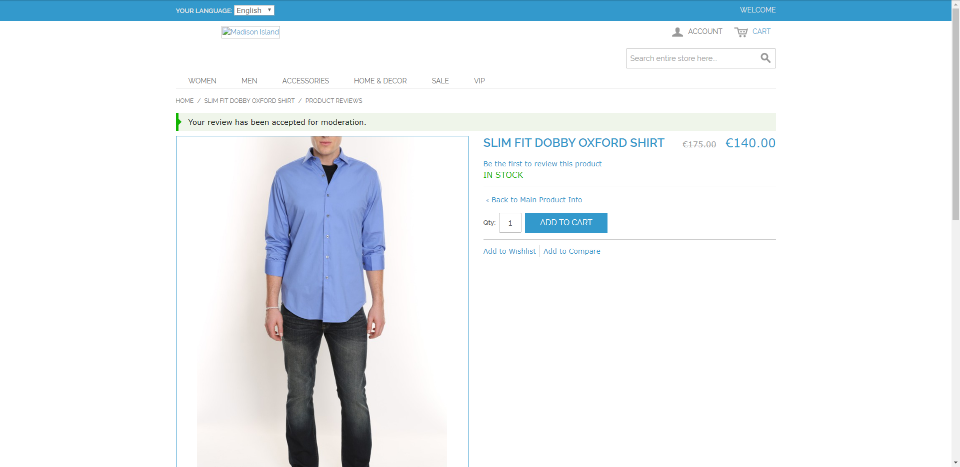 YOUR LANGUAGE: English WELCOME
Madison Island
ACCOUNT CART
Search entire store here...
WOMEN MEN ACCESSORIES HOME & DECOR SALE VIP
HOME / SLIM FIT DOBBY OXFORD SHIRT / PRODUCT REVIEWS
Your review has been accepted for moderation.
SLIM FIT DOBBY OXFORD SHIRT €175.00 €140.00
Be the first to review this product
IN STOCK
« Back to Main Product Info
Qty: 1 ADD TO CART
Add to Wishlist Add to Compare